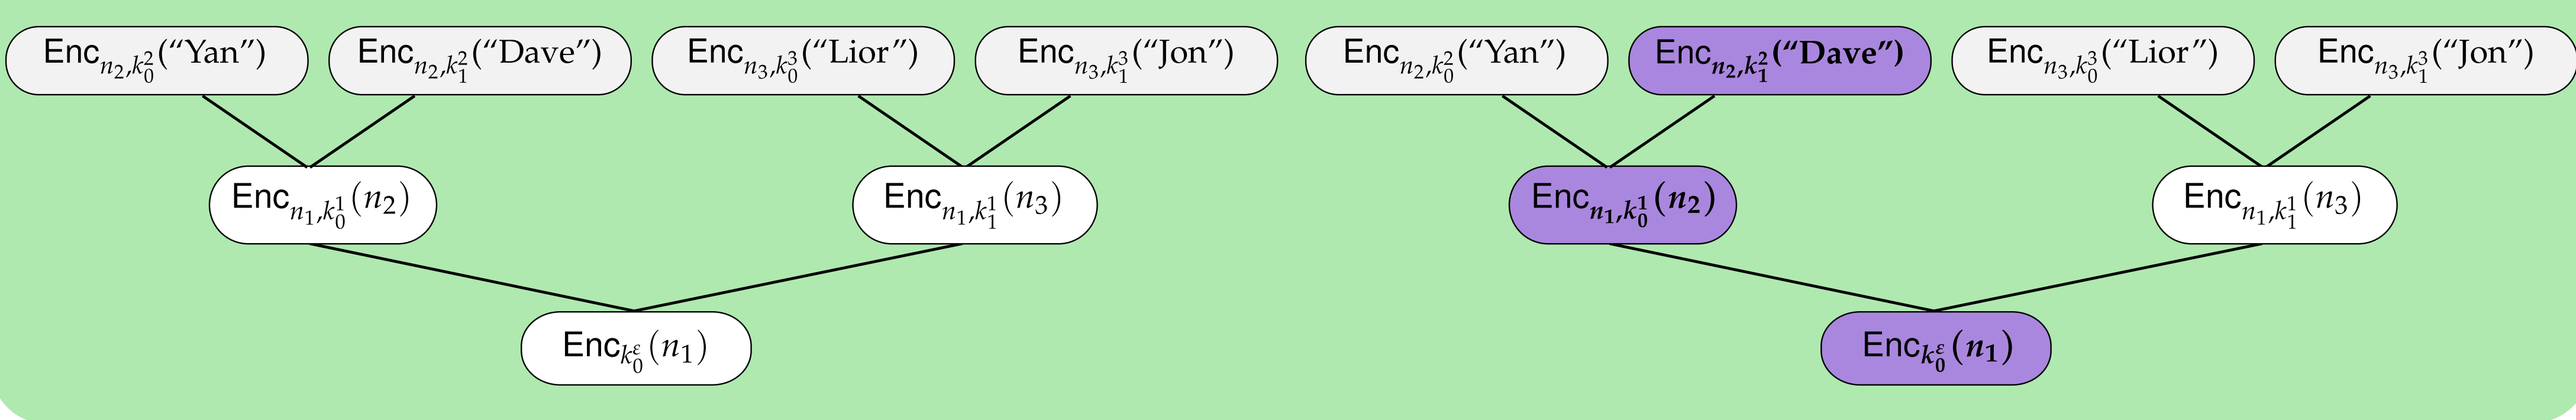 Enc_{n_2,k_0^2}(“Yan”) Enc_{n_2,k_1^2}(“Dave”) Enc_{n_3,k_0^3}(“Lior”) Enc_{n_3,k_1^3}(“Jon”) Enc_{n_2,k_0^2}(“Yan”) Enc_{n_2,k_1^2}(“Dave”) Enc_{n_3,k_0^3}(“Lior”) Enc_{n_3,k_1^3}(“Jon”)
Enc_{n_1,k_0^1}(n_2) Enc_{n_1,k_1^1}(n_3) Enc_{n_1,k_0^1}(n_2) Enc_{n_1,k_1^1}(n_3)
Enc_{k_0^ε}(n_1) Enc_{k_0^ε}(n_1)